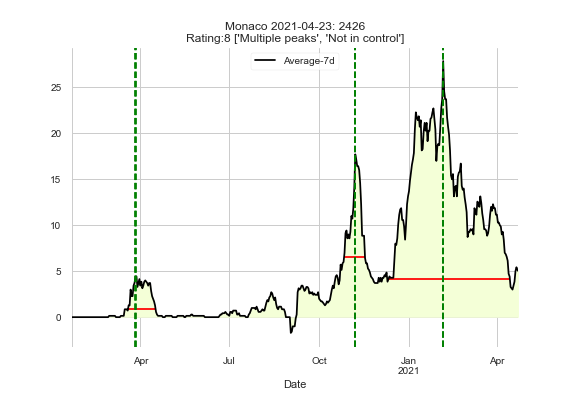 Monaco 2021-04-23: 2426
Rating:8 ['Multiple peaks', 'Not in control']
Average-7d
25
20
15
10
5
0
Apr
Jul
Oct
Jan
2021
Apr
Date